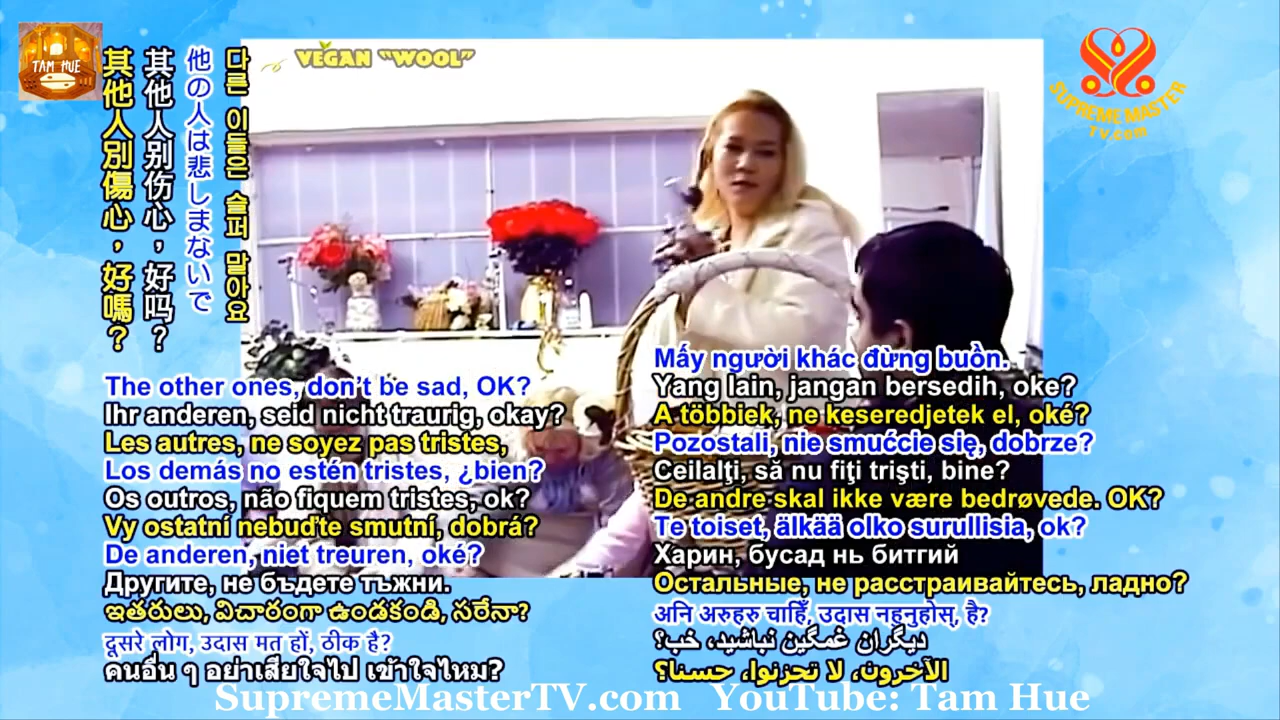 TAM HUE
VEGAN "WOOL"
SUPREME MASTER
TV.com
다른 이들은 슬퍼 말아요
他の人は悲しまないで
其他人别伤心，好吗？
其他人別傷心，好嗎？
The other ones, don't be sad, OK?
Ihr anderen, seid nicht traurig, okay?
Les autres, ne soyez pas tristes,
Los demás no estén tristes, ¿bien?
Os outros, não fiquem tristes, ok?
Vy ostatní nebuďte smutní, dobrá?
De anderen, niet treuren, oké?
Другите, не бъдете тъжни.
ఇతరులు, విచారంగా ఉండకండి, సరేనా?
दूसरे लोग, उदास मत हों, ठीक है?
คนอื่น ๆ อย่าเสียใจไป เข้าใจไหม?
Mấy người khác đừng buồn.
Yang lain, jangan bersedih, oke?
A többiek, ne keseredjetek el, oké?
Pozostali, nie smućcie się, dobrze?
Ceilalţi, să nu fiţi trişti, bine?
De andre skal ikke være bedrøvede. OK?
Te toiset, älkää olko surullisia, ok?
Харин, бусад нь битгий
Остальные, не расстраивайтесь, ладно?
अनि अरुहरु चाहिँ, उदास नहुनुहोस्, है?
دیگران غمگین نباشید، خب؟
الآخرون، لا تحزنوا، حسنا؟
SupremeMasterTV.com YouTube: Tam Hue